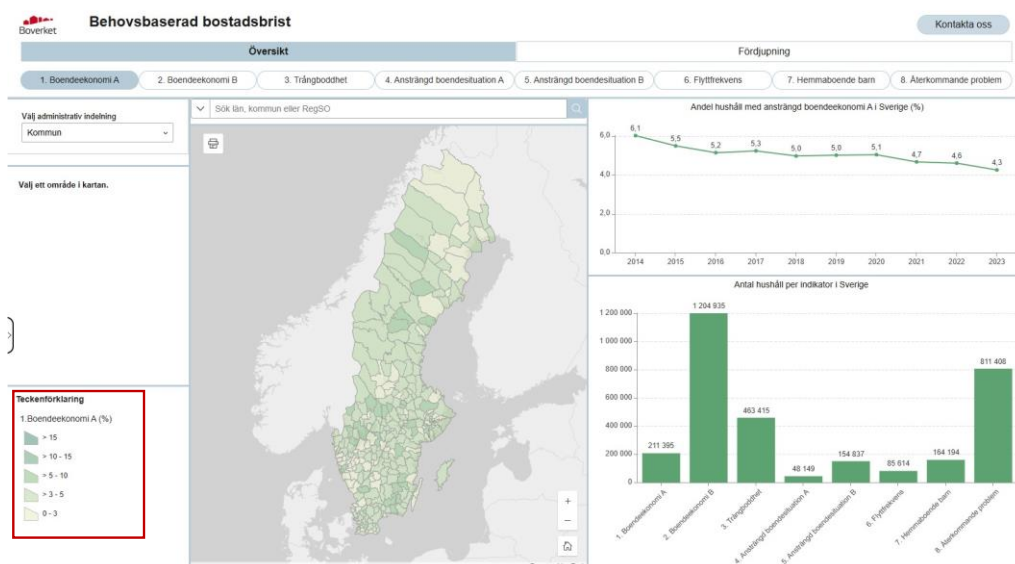 Boverket
Behovsbaserad bostadsbrist
Kontakta oss
Översikt
Fördjupning
1. Boendeekonomi A
2. Boendeekonomi B
3. Trångboddhet
4. Ansträngd boendesituation A
5. Ansträngd boendesituation B
6. Flyttfrekvens
7. Hemmaboende barn
8. Återkommande problem
Välj administrativ indelning
Kommun
Välj ett område i kartan.
Teckenförklaring
1.Boendeekonomi A (%)
> 15
> 10 - 15
> 5 - 10
> 3 - 5
0 - 3
Sök län, kommun eller RegSO
+
−
Andel hushåll med ansträngd boendeekonomi A i Sverige (%)
6,1
5,5
5,2
5,3
5,0
5,0
5,1
4,7
4,6
4,3
6,0
4,0
2,0
0,0
2014
2015
2016
2017
2018
2019
2020
2021
2022
2023
Antal hushåll per indikator i Sverige
1 200 000
1 000 000
800 000
600 000
400 000
200 000
0
211 395
1 204 935
463 415
48 149
154 837
85 614
164 194
811 408
1. Boendeekonomi A
2. Boendeekonomi B
3. Trångboddhet
4. Ansträngd boendesituation A
5. Ansträngd boendesituation B
6. Flyttfrekvens
7. Hemmaboende barn
8. Återkommande problem